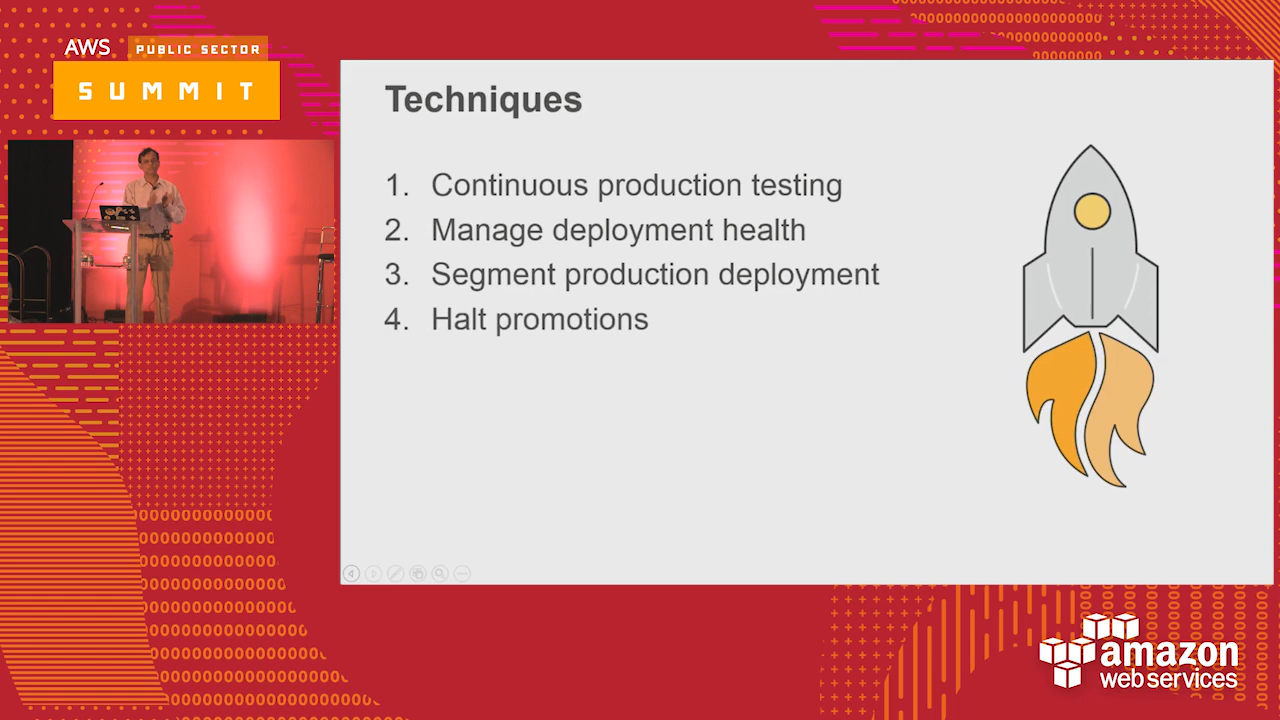 AWS PUBLIC SECTOR
SUMMIT
Techniques
1. Continuous production testing
2. Manage deployment health
3. Segment production deployment
4. Halt promotions
amazon
web services